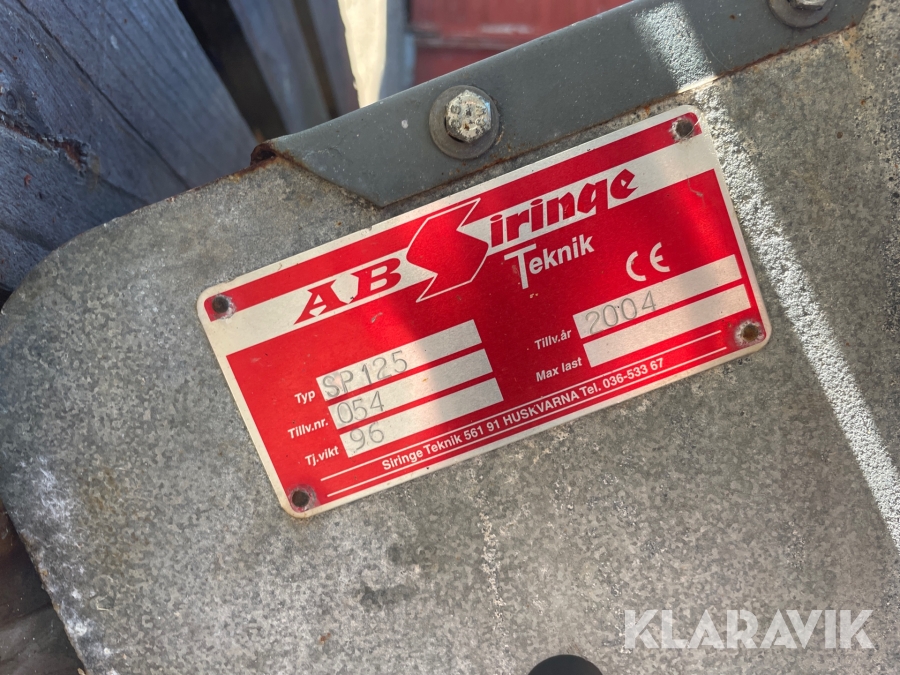 AB Siringe
Teknik
CE
Typ SP125
Tillv.nr. 054
Tj.vikt 96
Tillv.år 2004
Max last
Siringe Teknik 561 91 HUSKVARNA Tel. 036-533 67
KLARAVIK